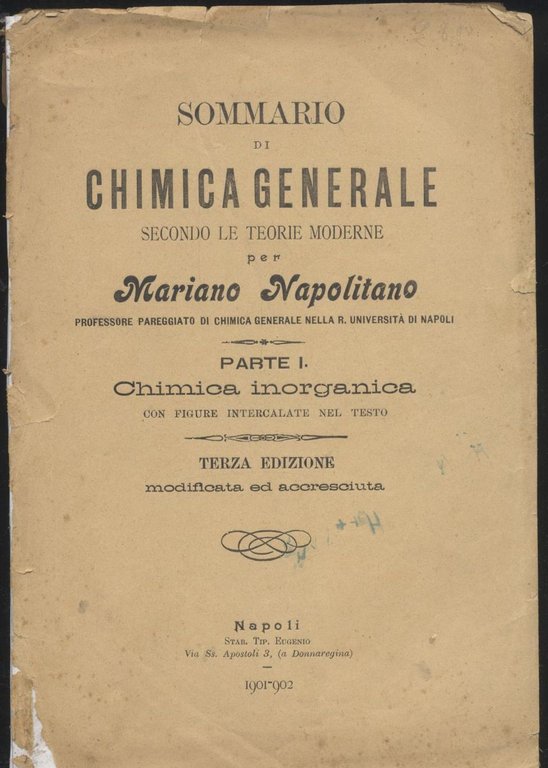 SOMMARIO
DI
CHIMICA GENERALE
SECONDO LE TEORIE MODERNE
per
Mariano Napolitano
PROFESSORE PAREGGIATO DI CHIMICA GENERALE NELLA R. UNIVERSITÀ DI NAPOLI
PARTE I.
Chimica inorganica
CON FIGURE INTERCALATE NEL TESTO
TERZA EDIZIONE
modificata ed accresciuta
Napoli
STAB. TIP. EUGENIO
Via Ss. Apostoli 3, (a Donnaregina)
1901-902